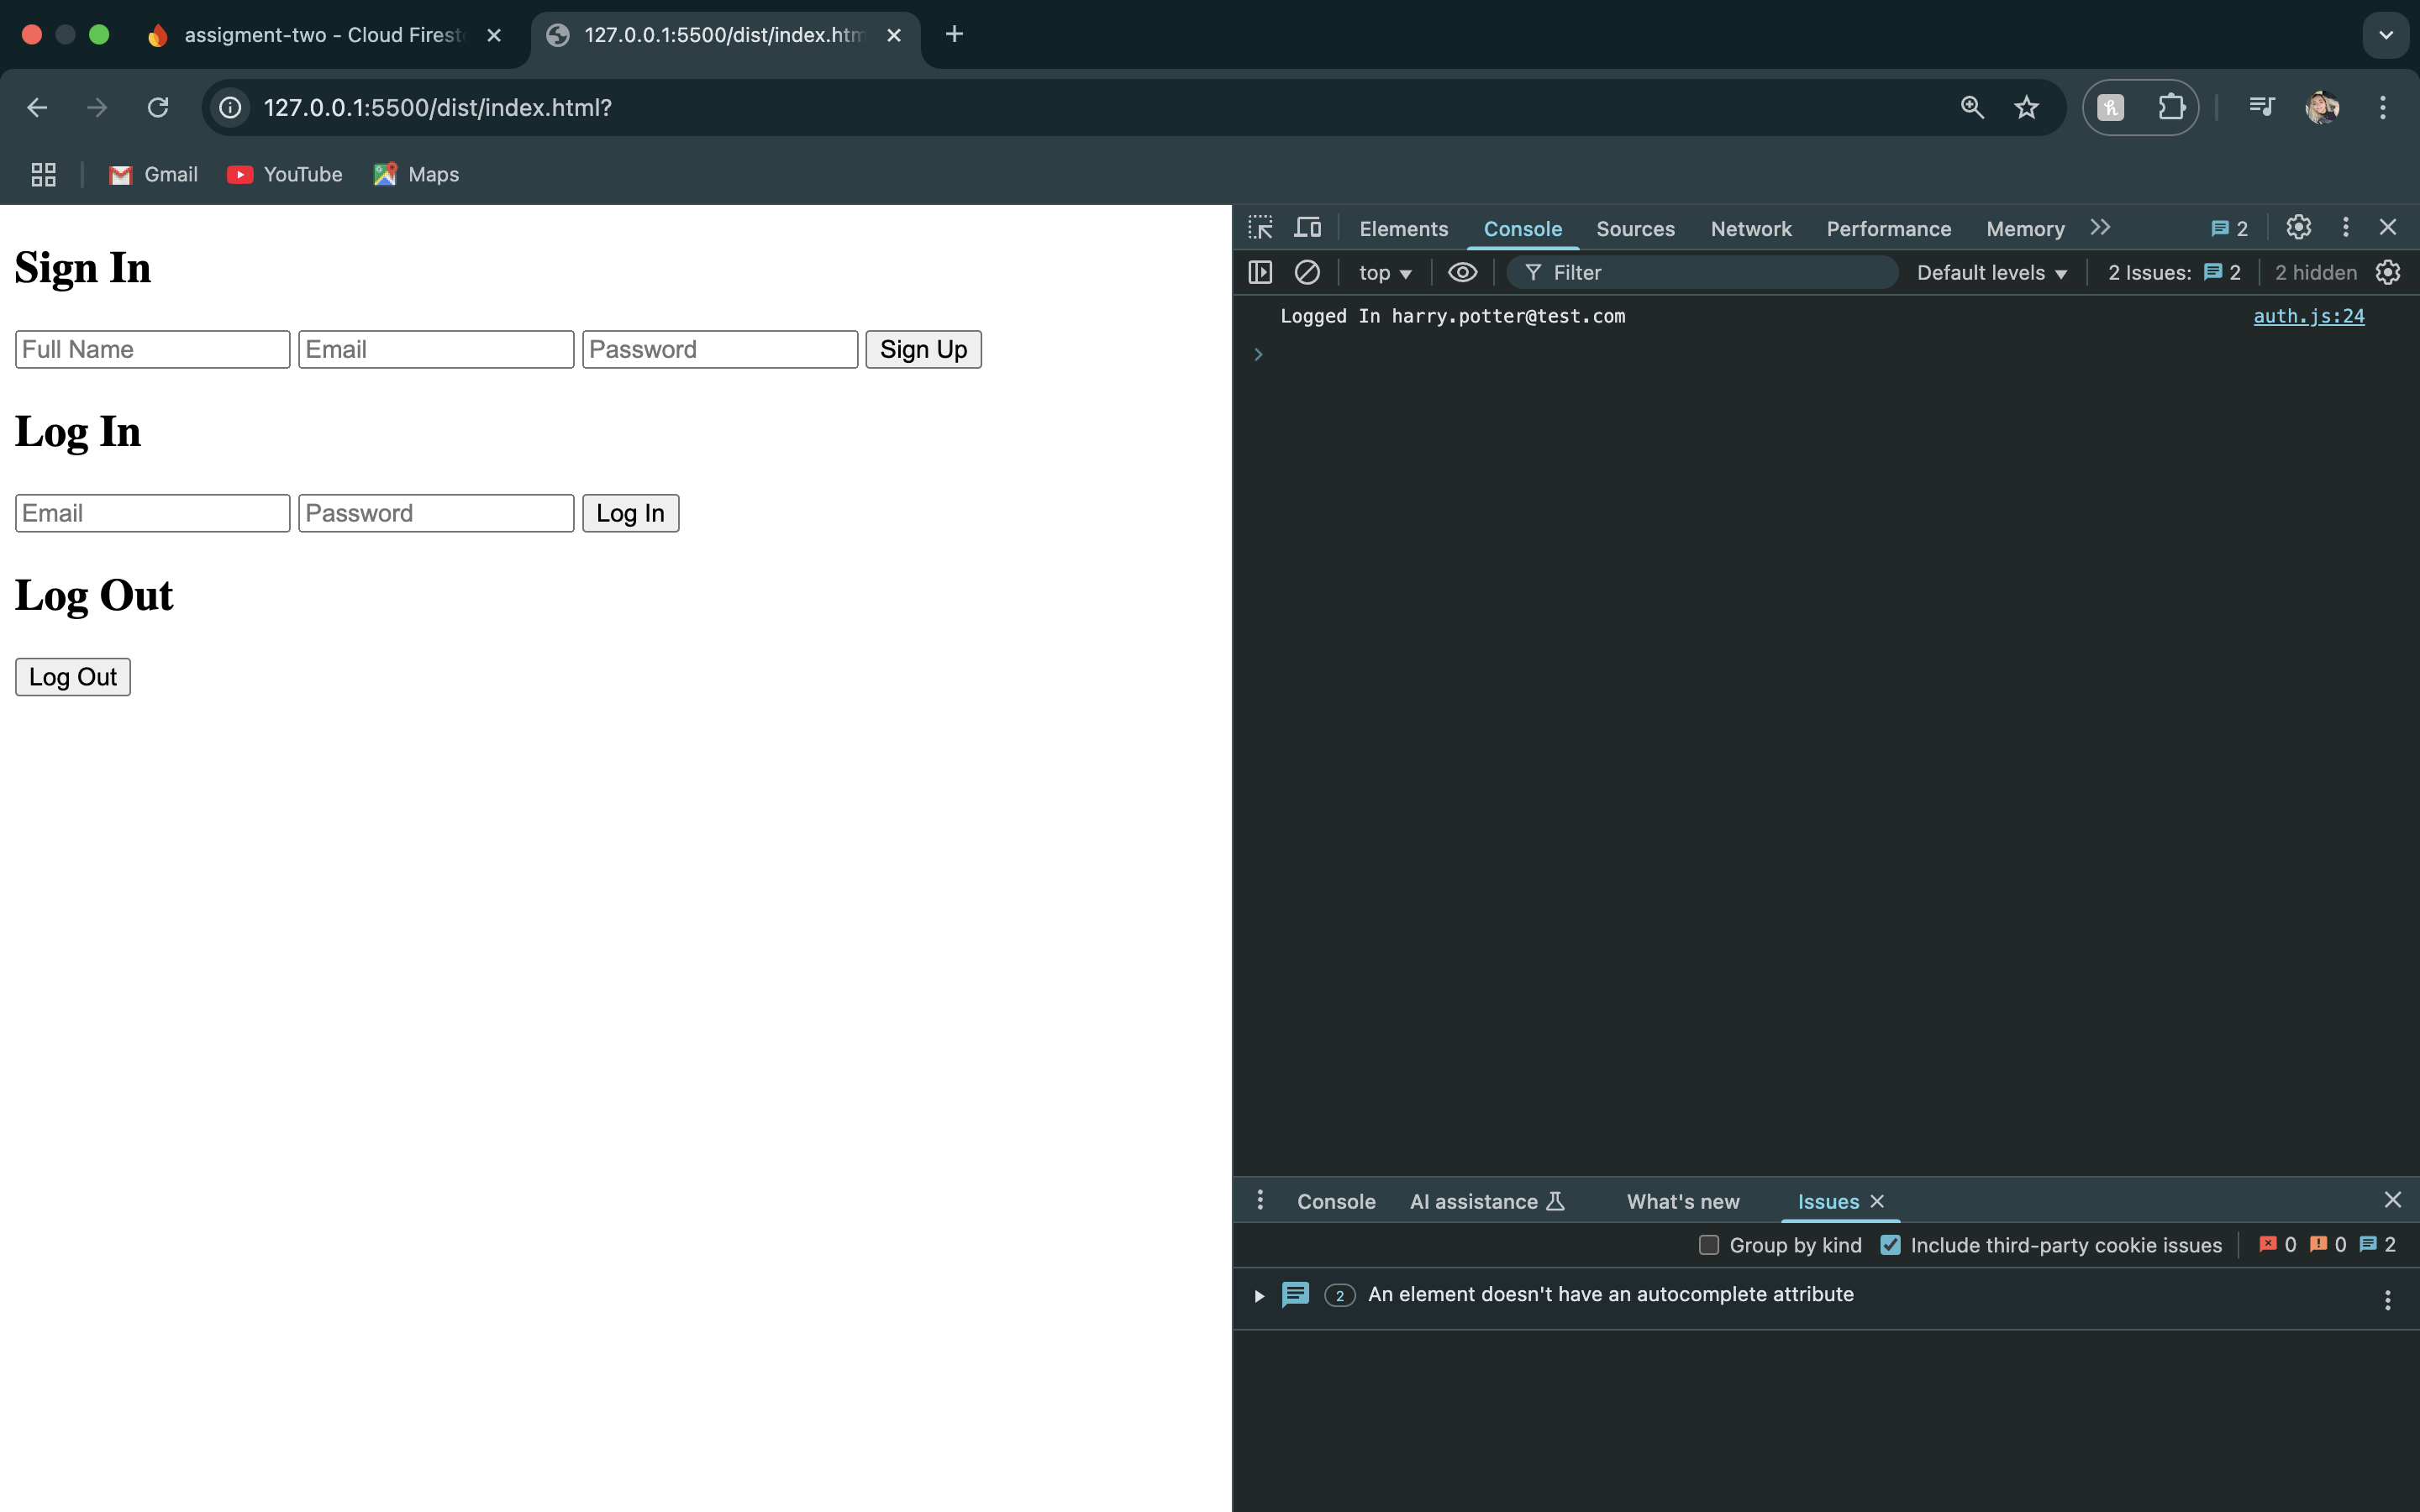 assigment-two - Cloud Firest
127.0.0.1:5500/dist/index.htm
127.0.0.1:5500/dist/index.html?
Gmail YouTube Maps
Sign In
Full Name Email Password Sign Up
Log In
Email Password Log In
Log Out
Log Out
Elements Console Sources Network Performance Memory 2
top Filter Default levels 2 Issues: 2 2 hidden
Logged In harry.potter@test.com auth.js:24
Console AI assistance What's new Issues
Group by kind Include third-party cookie issues 0 0 2
2 An element doesn't have an autocomplete attribute